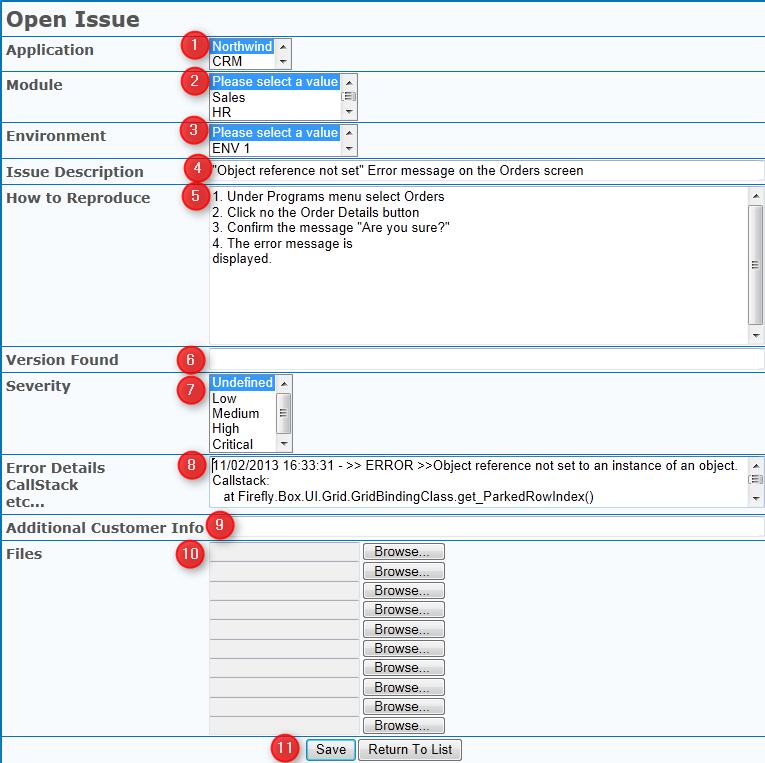 Open Issue
Application 1 Northwind
CRM
Module 2 Please select a value
Sales
HR
Environment 3 Please select a value
ENV 1
Issue Description 4 "Object reference not set" Error message on the Orders screen
How to Reproduce 5 1. Under Programs menu select Orders
2. Click no the Order Details button
3. Confirm the message "Are you sure?"
4. The error message is
displayed.
Version Found 6
Severity 7 Undefined
Low
Medium
High
Critical
Error Details 8 11/02/2013 16:33:31 - >> ERROR >>Object reference not set to an instance of an object.
CallStack Callstack:
etc... at Firefly.Box.UI.Grid.GridBindingClass.get_ParkedRowIndex()
Additional Customer Info 9
Files 10 Browse...
Browse...
Browse...
Browse...
Browse...
Browse...
Browse...
Browse...
Browse...
Browse...
11 Save Return To List